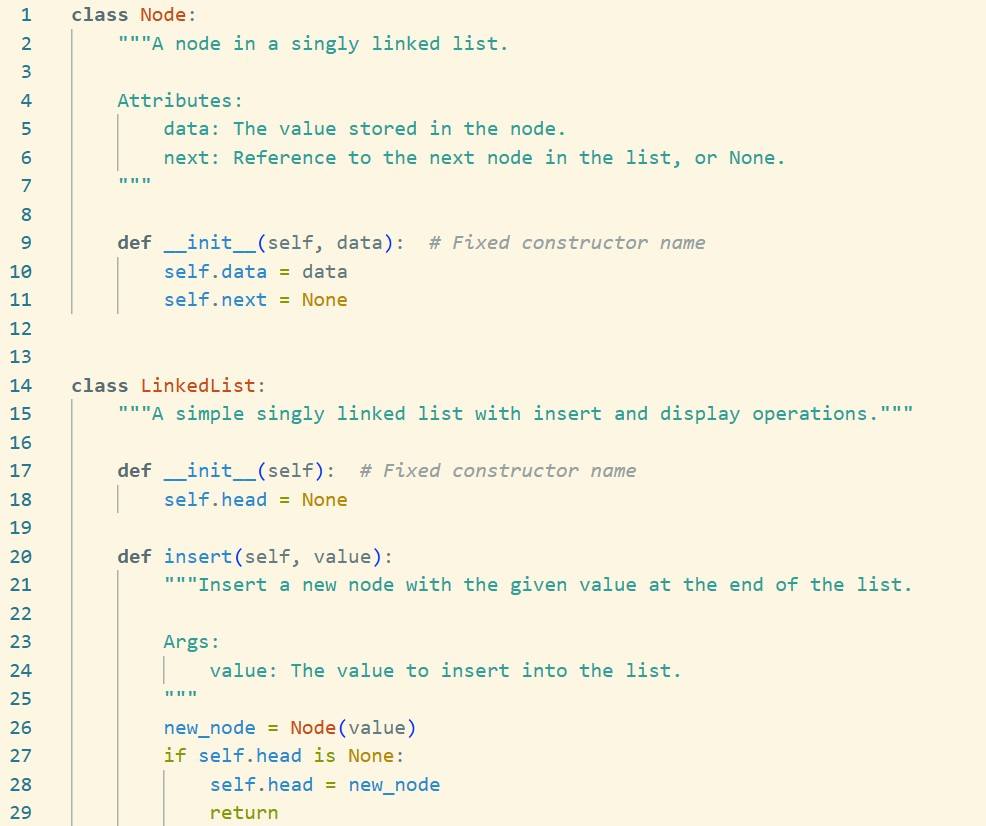 1 class Node:
2 """A node in a singly linked list.
3
4 Attributes:
5 data: The value stored in the node.
6 next: Reference to the next node in the list, or None.
7 """
8
9 def __init__(self, data):  # Fixed constructor name
10 self.data = data
11 self.next = None
12
13
14 class LinkedList:
15 """A simple singly linked list with insert and display operations."""
16
17 def __init__(self):  # Fixed constructor name
18 self.head = None
19
20 def insert(self, value):
21 """Insert a new node with the given value at the end of the list.
22
23 Args:
24 value: The value to insert into the list.
25 """
26 new_node = Node(value)
27 if self.head is None:
28 self.head = new_node
29 return